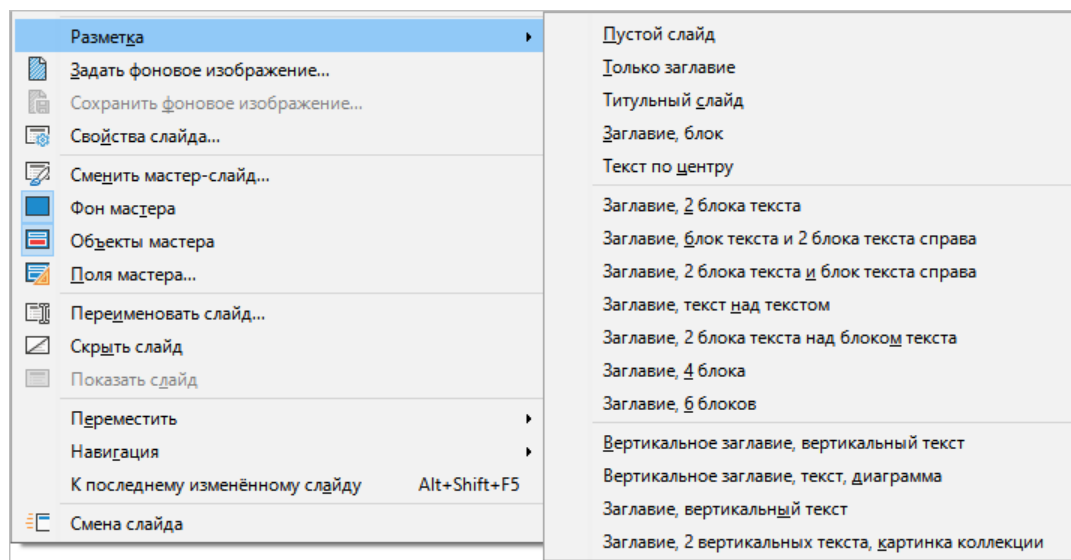 Разметка
Задать фоновое изображение...
Сохранить фоновое изображение...
Свойства слайда...
Сменить мастер-слайд...
Фон мастера
Объекты мастера
Поля мастера...
Переименовать слайд...
Скрыть слайд
Показать слайд
Переместить
Навигация
К последнему изменённому слайду Alt+Shift+F5
Смена слайда
Пустой слайд
Только заглавие
Титульный слайд
Заглавие, блок
Текст по центру
Заглавие, 2 блока текста
Заглавие, блок текста и 2 блока текста справа
Заглавие, 2 блока текста и блок текста справа
Заглавие, текст над текстом
Заглавие, 2 блока текста над блоком текста
Заглавие, 4 блока
Заглавие, 6 блоков
Вертикальное заглавие, вертикальный текст
Вертикальное заглавие, текст, диаграмма
Заглавие, вертикальный текст
Заглавие, 2 вертикальных текста, картинка коллекции